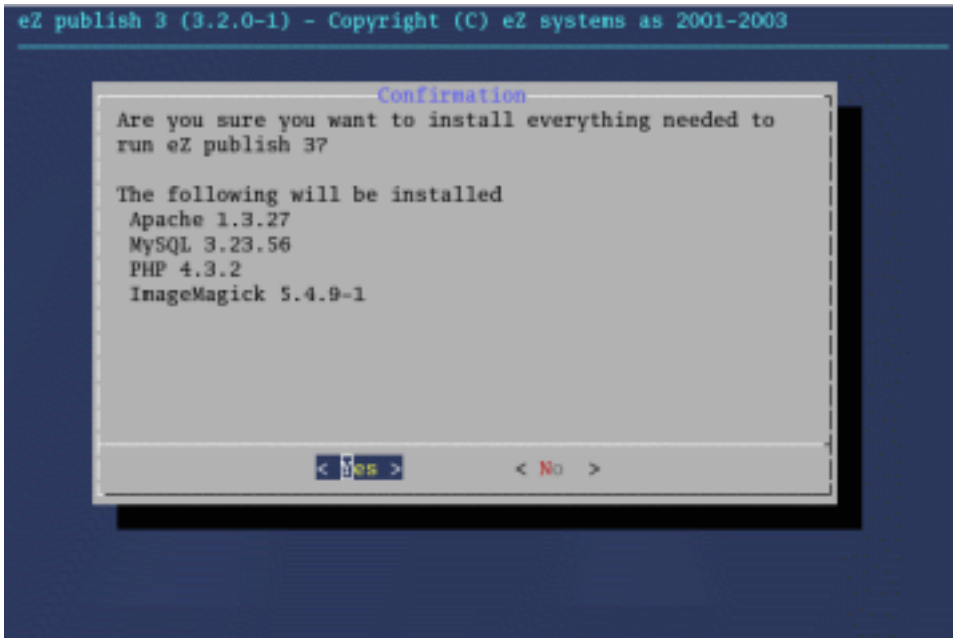 eZ publish 3 (3.2.0-1) - Copyright (C) eZ systems as 2001-2003
Confirmation
Are you sure you want to install everything needed to
run eZ publish 3?
The following will be installed
Apache 1.3.27
MySQL 3.23.56
PHP 4.3.2
ImageMagick 5.4.9-1
< Yes > < No >